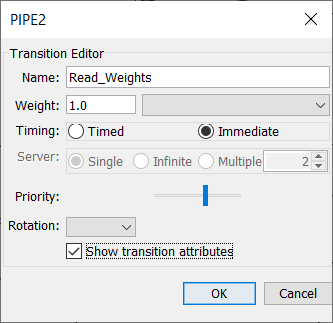 PIPE2
Transition Editor
Name: Read_Weights
Weight: 1.0
Timing: Timed Immediate
Server: Single Infinite Multiple 2
Priority:
Rotation:
Show transition attributes
OK Cancel